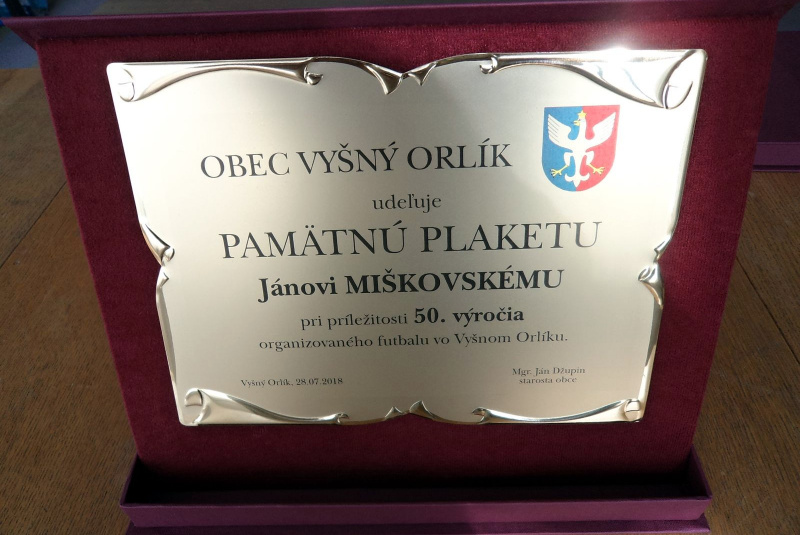 OBEC VYŠNÝ ORLÍK
udeľuje
PAMÄTNÚ PLAKETU
Jánovi MIŠKOVSKÉMU
pri príležitosti 50. výročia
organizovaného futbalu vo Vyšnom Orlíku.
Vyšný Orlík, 28.07.2018
Mgr. Ján Džupin
starosta obce